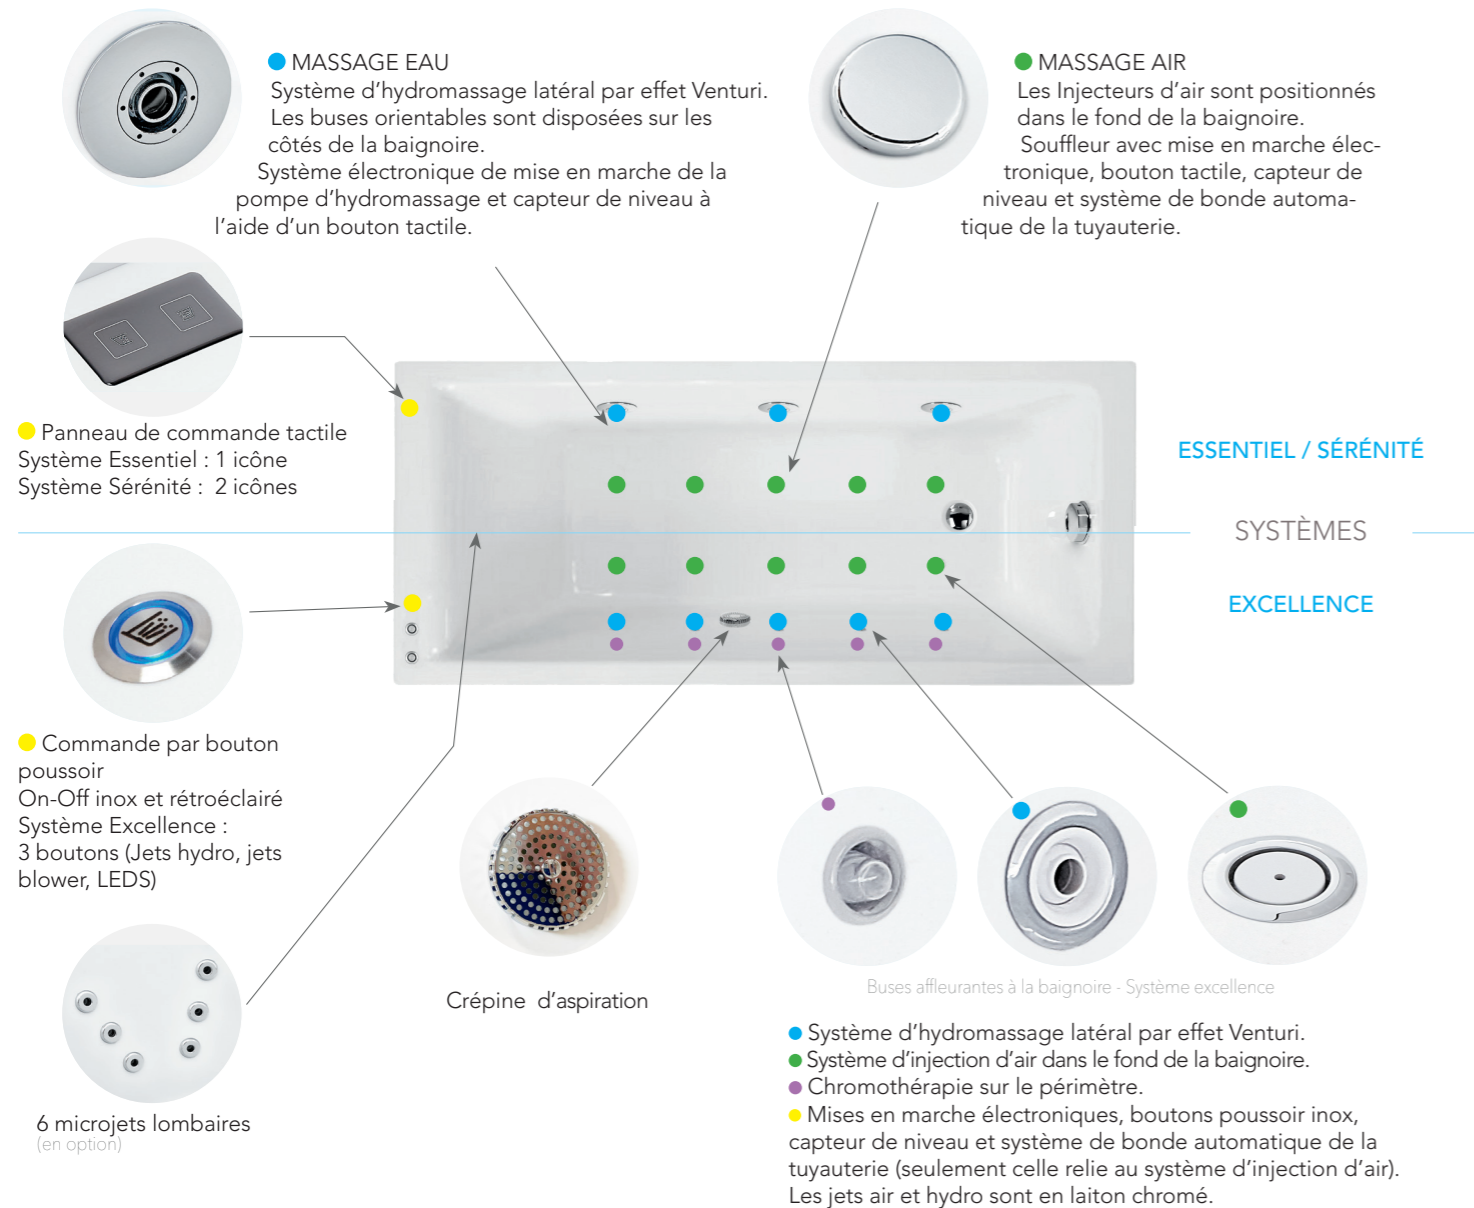 MASSAGE EAU
Système d'hydromassage latéral par effet Venturi.
Les buses orientables sont disposées sur les
côtés de la baignoire.
Système électronique de mise en marche de la
pompe d'hydromassage et capteur de niveau à
l'aide d'un bouton tactile.
MASSAGE AIR
Les Injecteurs d'air sont positionnés
dans le fond de la baignoire.
Souffleur avec mise en marche élec-
tronique, bouton tactile, capteur de
niveau et système de bonde automa-
tique de la tuyauterie.
Panneau de commande tactile
Système Essentiel : 1 icône
Système Sérénité : 2 icônes
ESSENTIEL / SÉRÉNITÉ
SYSTÈMES
EXCELLENCE
Commande par bouton
poussoir
On-Off inox et rétroéclairé
Système Excellence :
3 boutons (Jets hydro, jets
blower, LEDS)
6 microjets lombaires
(en option)
Crépine d'aspiration
Buses affleurantes à la baignoire - Système excellence
Système d'hydromassage latéral par effet Venturi.
Système d'injection d'air dans le fond de la baignoire.
Chromothérapie sur le périmètre.
Mises en marche électroniques, boutons poussoir inox,
capteur de niveau et système de bonde automatique de la
tuyauterie (seulement celle relie au système d'injection d'air).
Les jets air et hydro sont en laiton chromé.